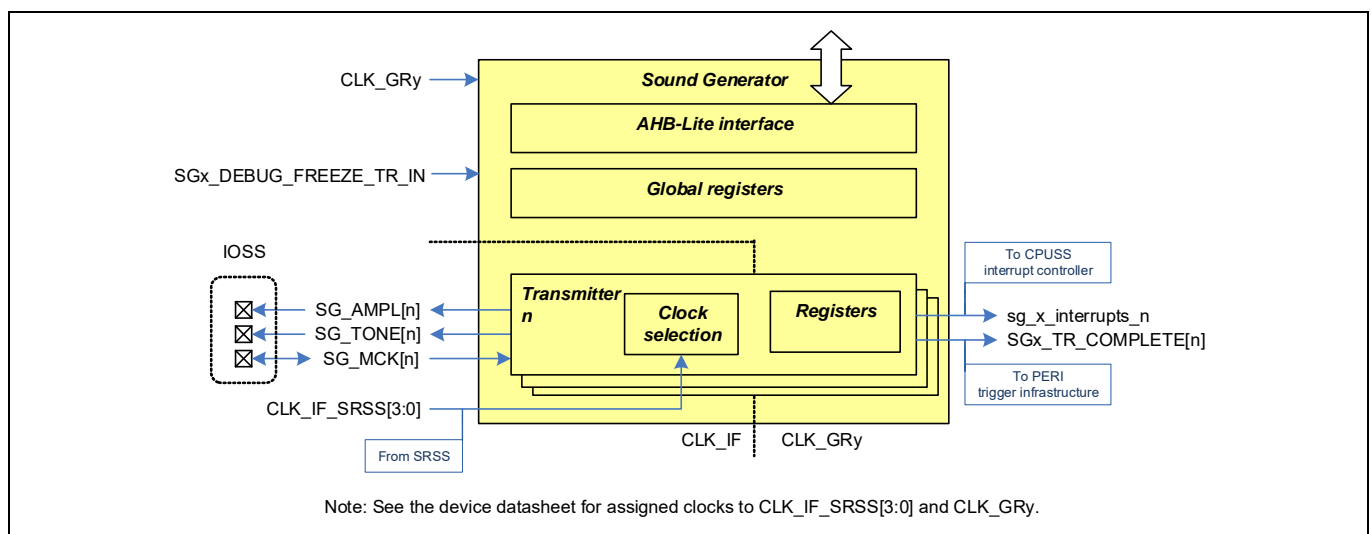 Sound Generator
CLK_GRy
AHB-Lite interface
SGx_DEBUG_FREEZE_TR_IN
Global registers
IOSS
To CPUSS
interrupt controller
Transmitter
n
Clock
selection
Registers
SG_AMPL[n]
SG_TONE[n]
SG_MCK[n]
sg_x_interrupts_n
SGx_TR_COMPLETE[n]
To PERI
trigger infrastructure
CLK_IF_SRSS[3:0]
From SRSS
CLK_IF
CLK_GRy
Note: See the device datasheet for assigned clocks to CLK_IF_SRSS[3:0] and CLK_GRy.